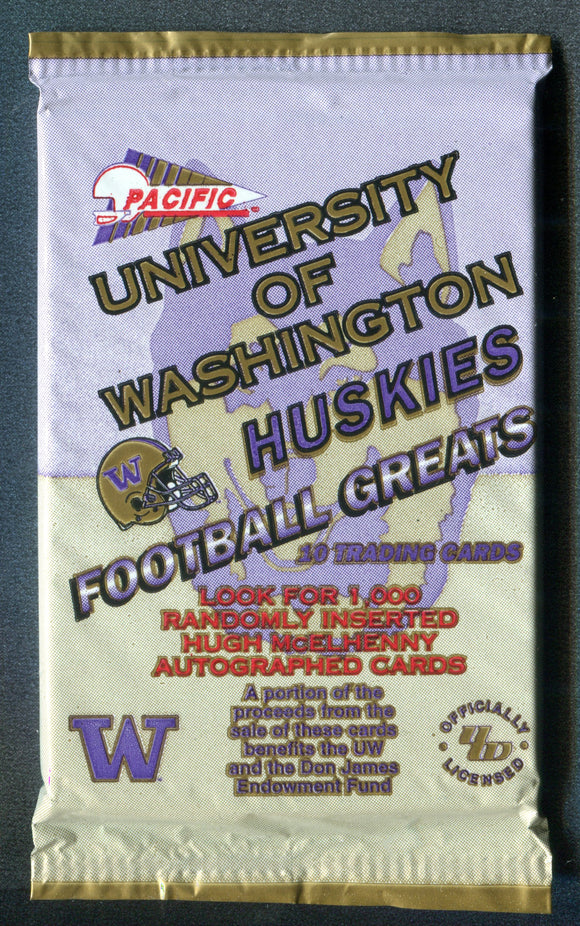 PACIFIC
UNIVERSITY
OF
WASHINGTON
HUSKIES
W
FOOTBALL GREATS
10 TRADING CARDS
LOOK FOR 1,000
RANDOMLY INSERTED
HUGH McELHENNY
AUTOGRAPHED CARDS
A portion of the
proceeds from the
sale of these cards
benefits the UW
and the Don James
Endowment Fund
W
OFFICIALLY
LICENSED